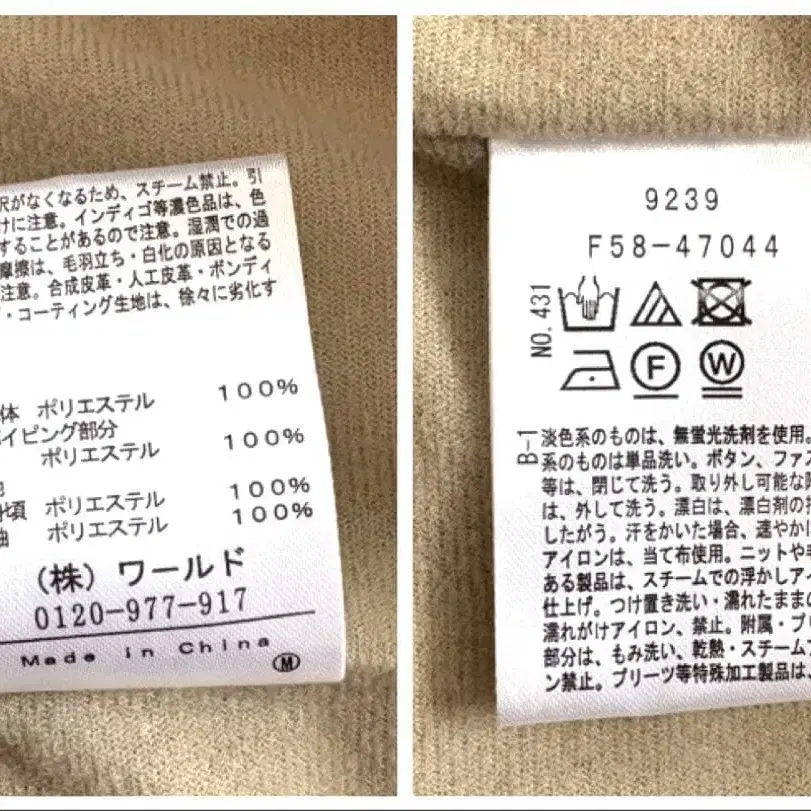 沢がなくなるため、スチーム禁止。引
けに注意。インディゴ等濃色品は、色
することがあるので注意。湿潤での過
摩擦は、毛羽立ち・白化の原因となる
注意。合成皮革・人工皮革・ボンディ
・コーティング生地は、徐々に劣化す
体 ポリエステル 100%
パイピング部分
ポリエステル 100%
身頃 ポリエステル 100%
袖 ポリエステル 100%
(株) ワールド
0120-977-917
Made in China
M
9239
F58-47044
NO. 431
F
W
B-1
淡色系のものは、無蛍光洗剤を使用。
系のものは単品洗い。ボタン、ファス
等は、閉じて洗う。取り外し可能な
は、外して洗う。漂白は、漂白剤の
したがう。汗をかいた場合、速やかに
アイロンは、当て布使用。ニットや
ある製品は、スチームでの浮かしアイ
仕上げ。つけ置き洗い・濡れたままの
濡れがけアイロン、禁止。附属・プリ
部分は、もみ洗い、乾熱・スチームア
ン禁止。プリーツ等特殊加工製品は、